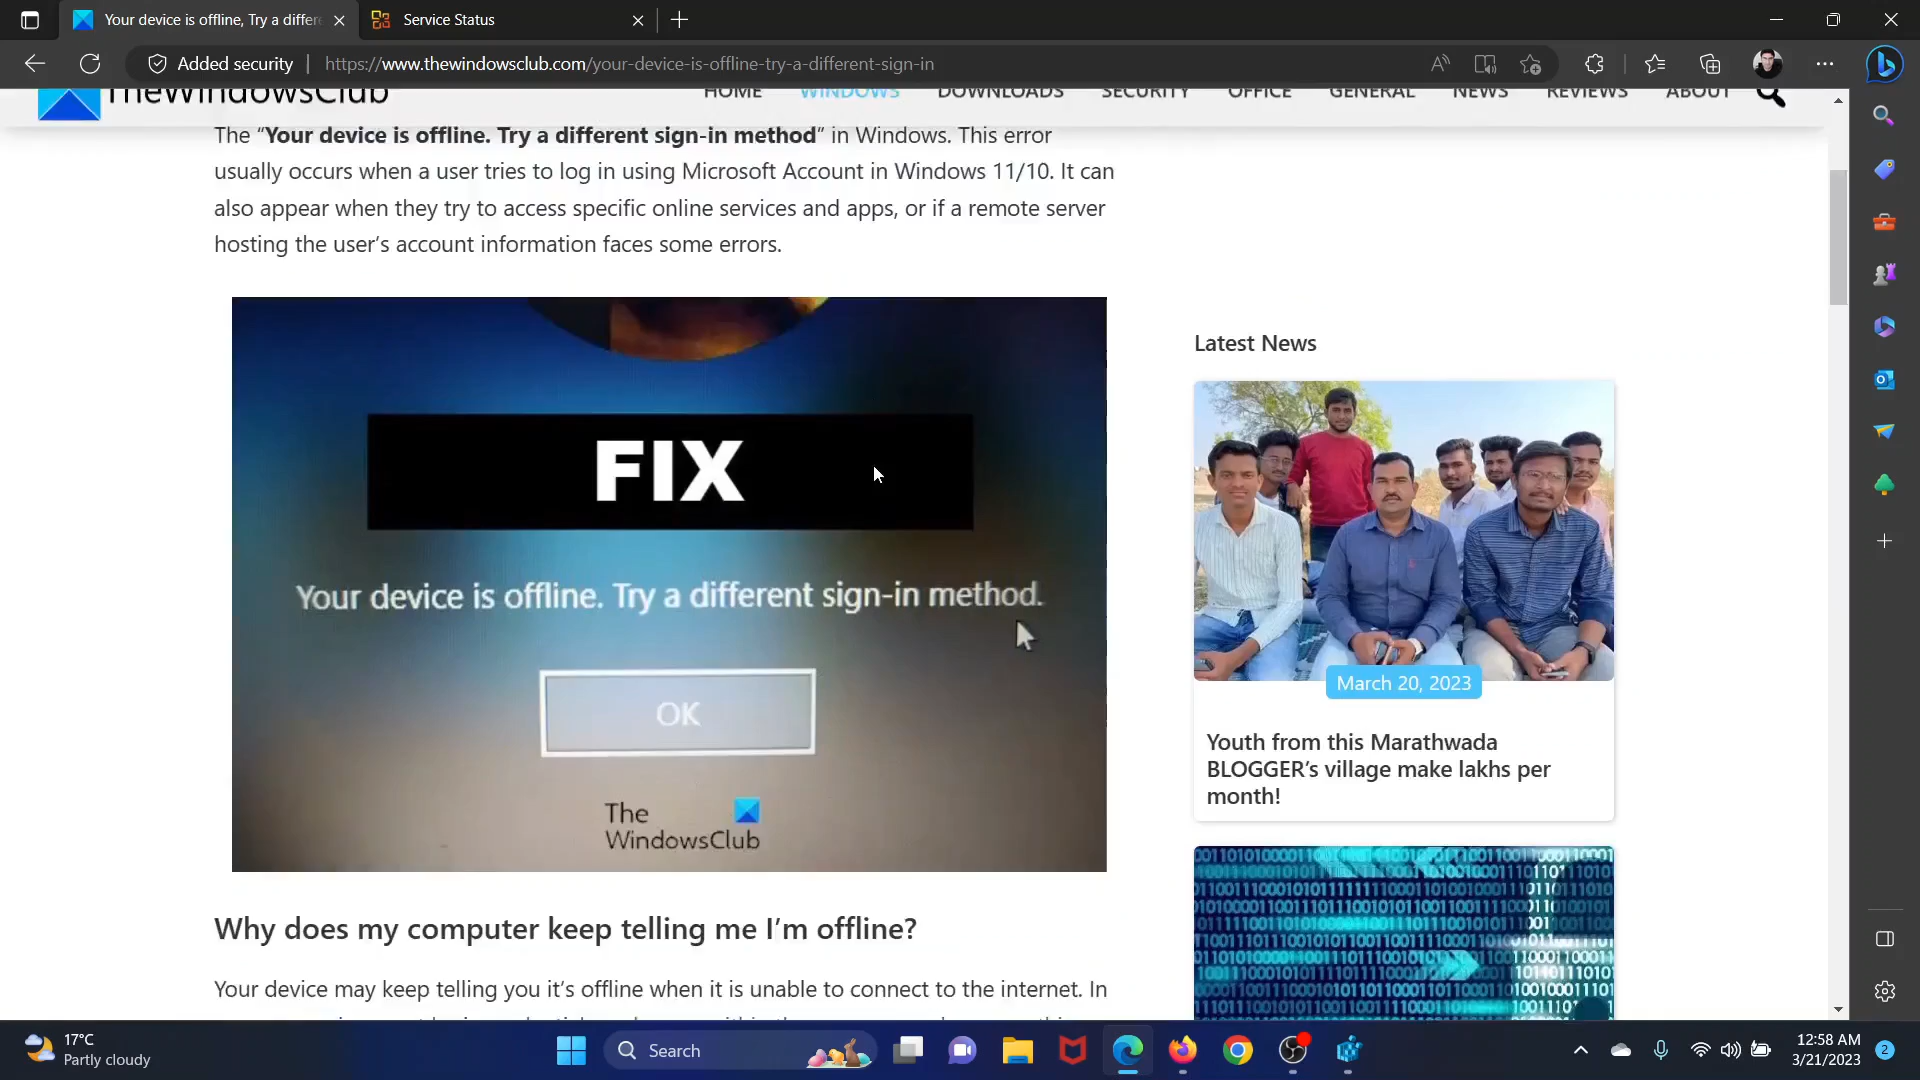 Your device is offline, Try a differe
Service Status
Added security
https://www.thewindowsclub.com/your-device-is-offline-try-a-different-sign-in
TheWindowsClub
HOME WINDOWS DOWNLOADS SECURITY OFFICE GENERAL NEWS REVIEWS ABOUT
The “Your device is offline. Try a different sign-in method” in Windows. This error
usually occurs when a user tries to log in using Microsoft Account in Windows 11/10. It can
also appear when they try to access specific online services and apps, or if a remote server
hosting the user’s account information faces some errors.
FIX
Your device is offline. Try a different sign-in method.
OK
The
WindowsClub
Why does my computer keep telling me I’m offline?
Your device may keep telling you it’s offline when it is unable to connect to the internet. In
Latest News
March 20, 2023
Youth from this Marathwada
BLOGGER’s village make lakhs per
month!
17°C
Partly cloudy
Search
12:58 AM
3/21/2023
2